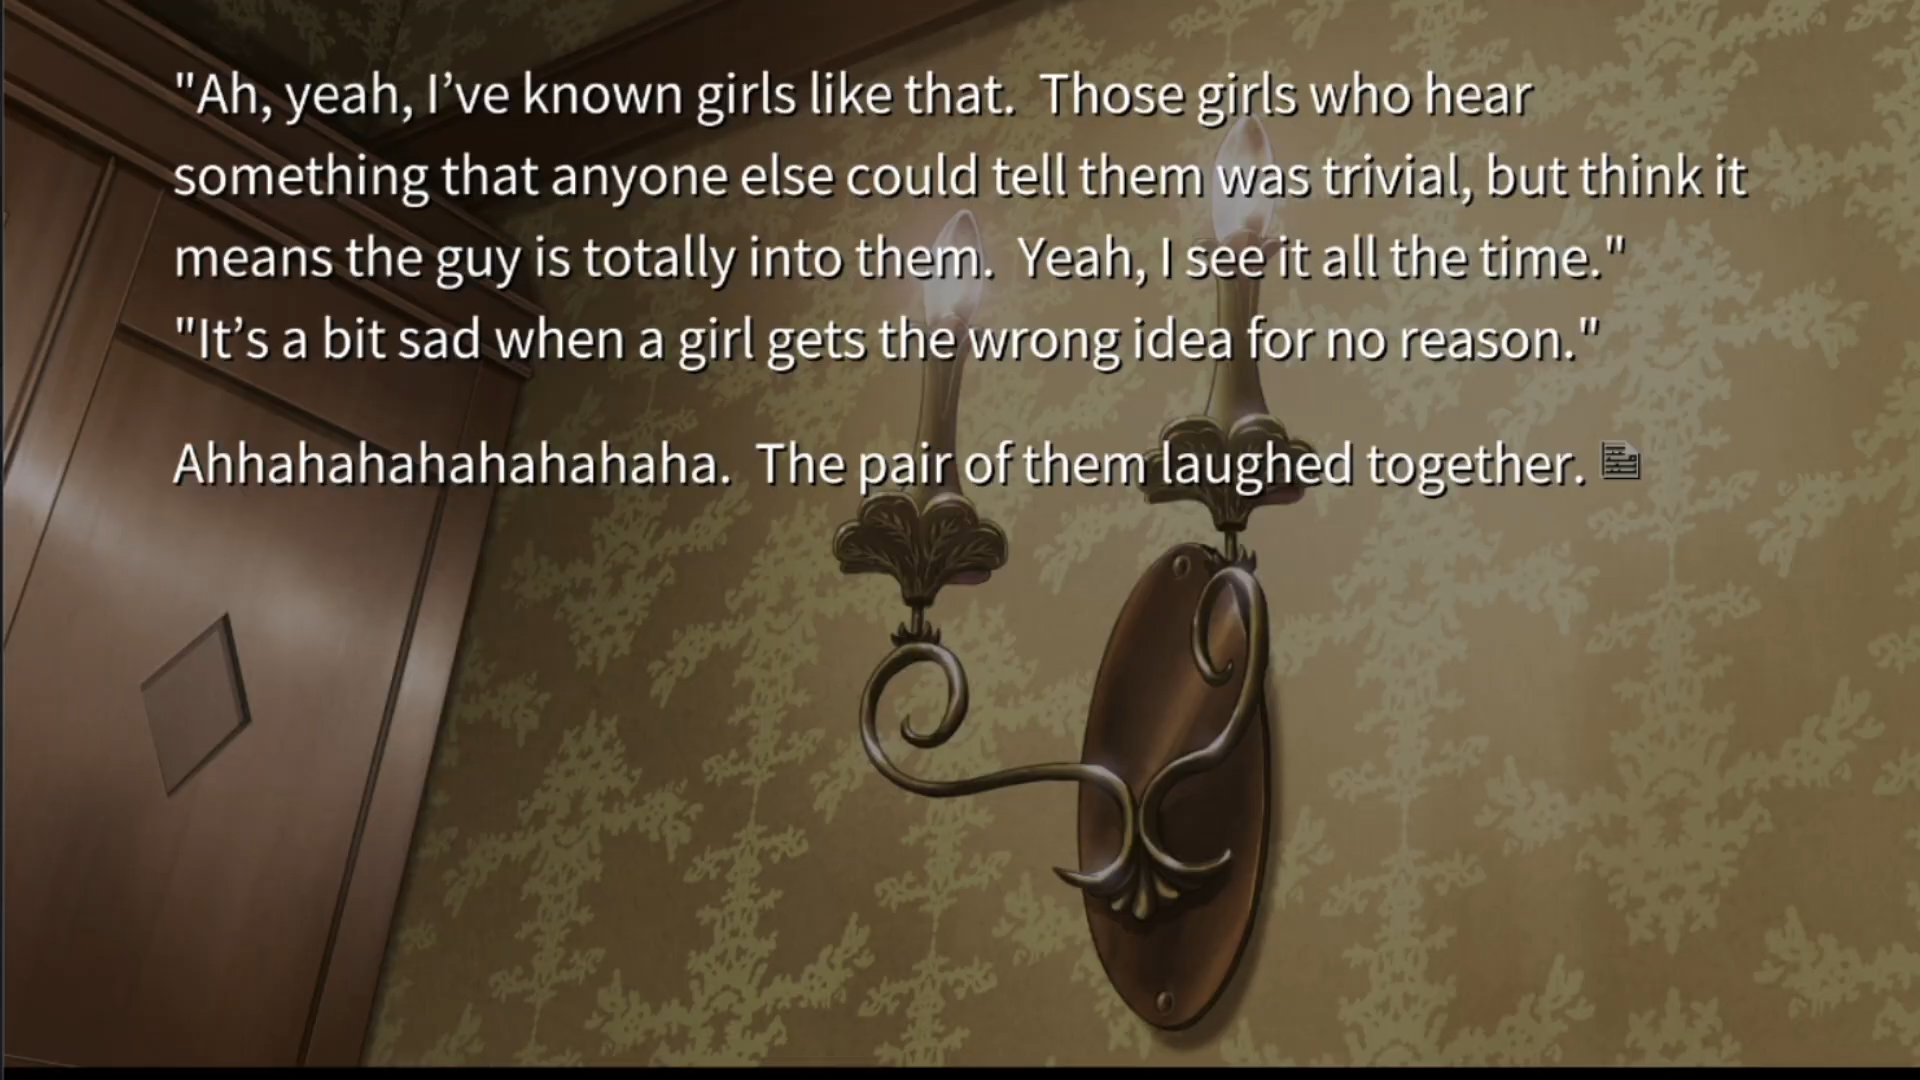 "Ah, yeah, I’ve known girls like that.  Those girls who hear
something that anyone else could tell them was trivial, but think it
means the guy is totally into them.  Yeah, I see it all the time."
"It’s a bit sad when a girl gets the wrong idea for no reason."
Ahhahahahahahahaha.  The pair of them laughed together.